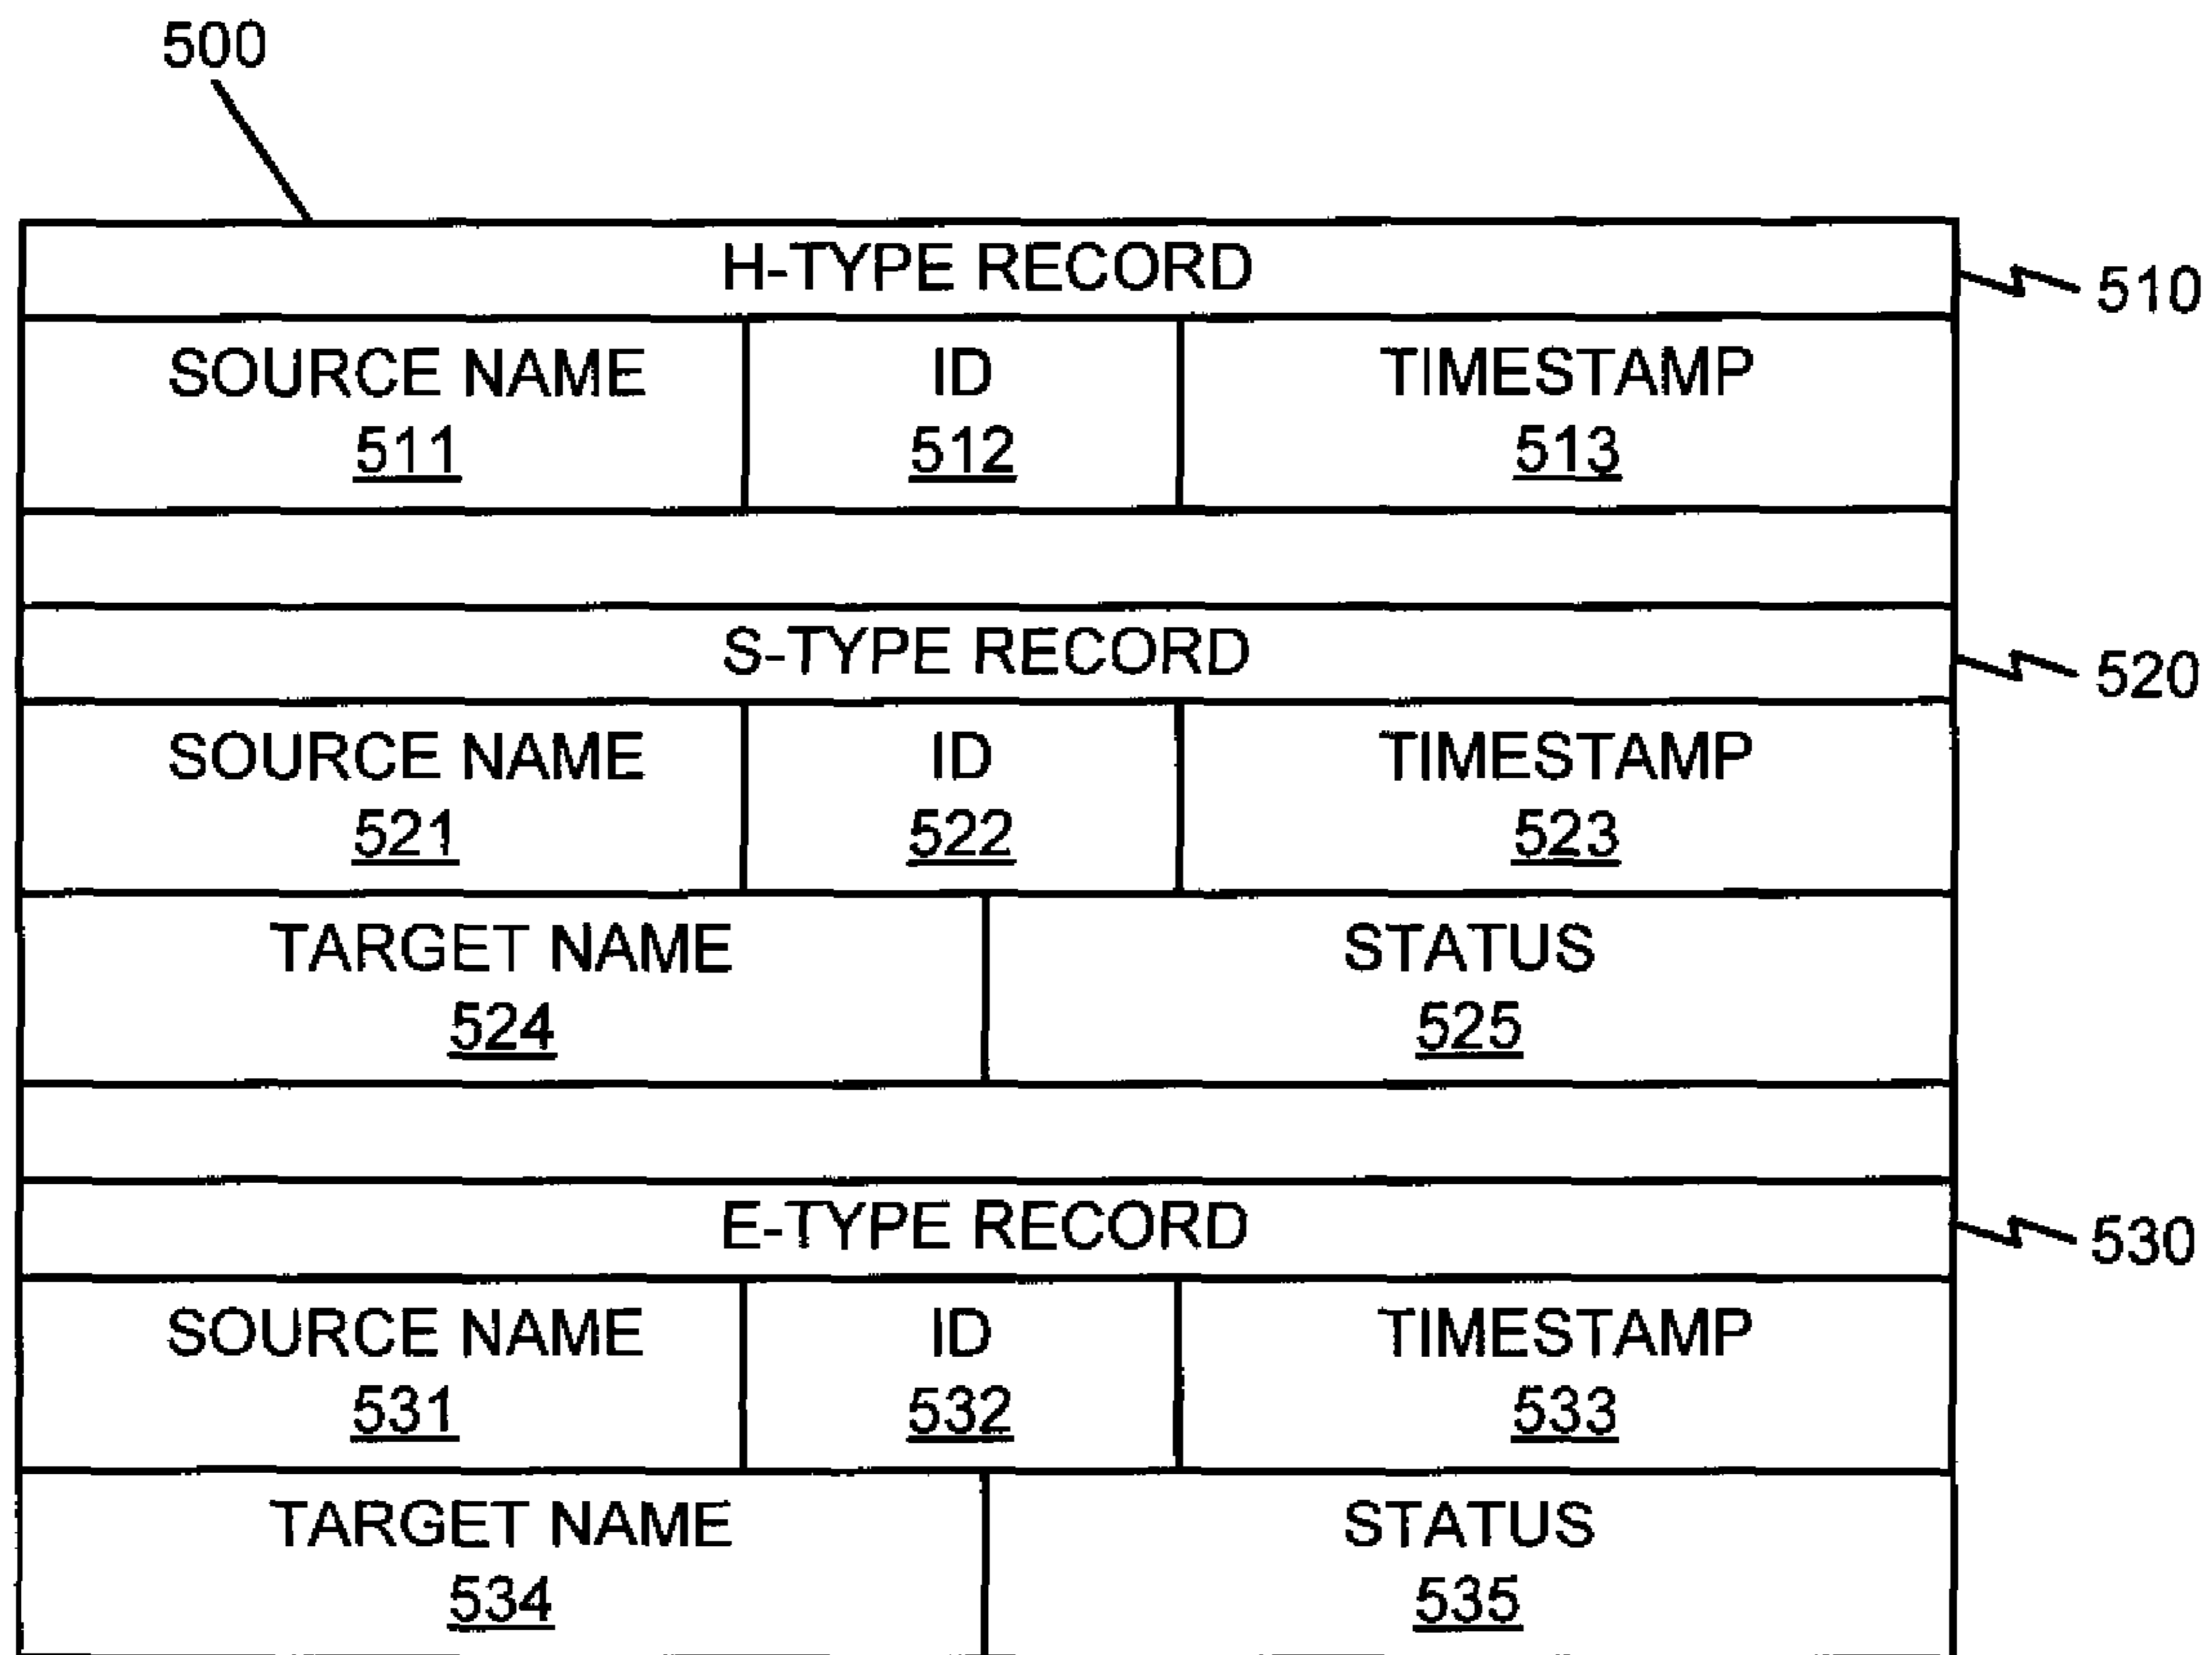 500
H-TYPE RECORD
510
SOURCE NAME ID TIMESTAMP
511 512 513
S-TYPE RECORD
520
SOURCE NAME ID TIMESTAMP
521 522 523
TARGET NAME STATUS
524 525
E-TYPE RECORD
530
SOURCE NAME ID TIMESTAMP
531 532 533
TARGET NAME STATUS
534 535